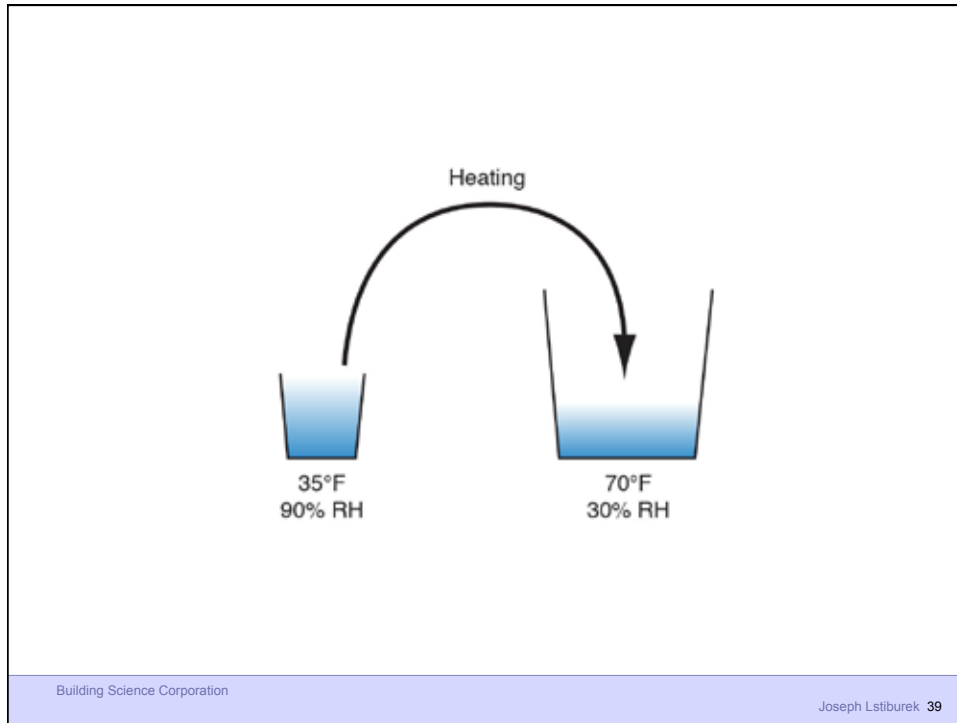 Heating
35°F
90% RH
70°F
30% RH
Building Science Corporation
Joseph Lstiburek 39